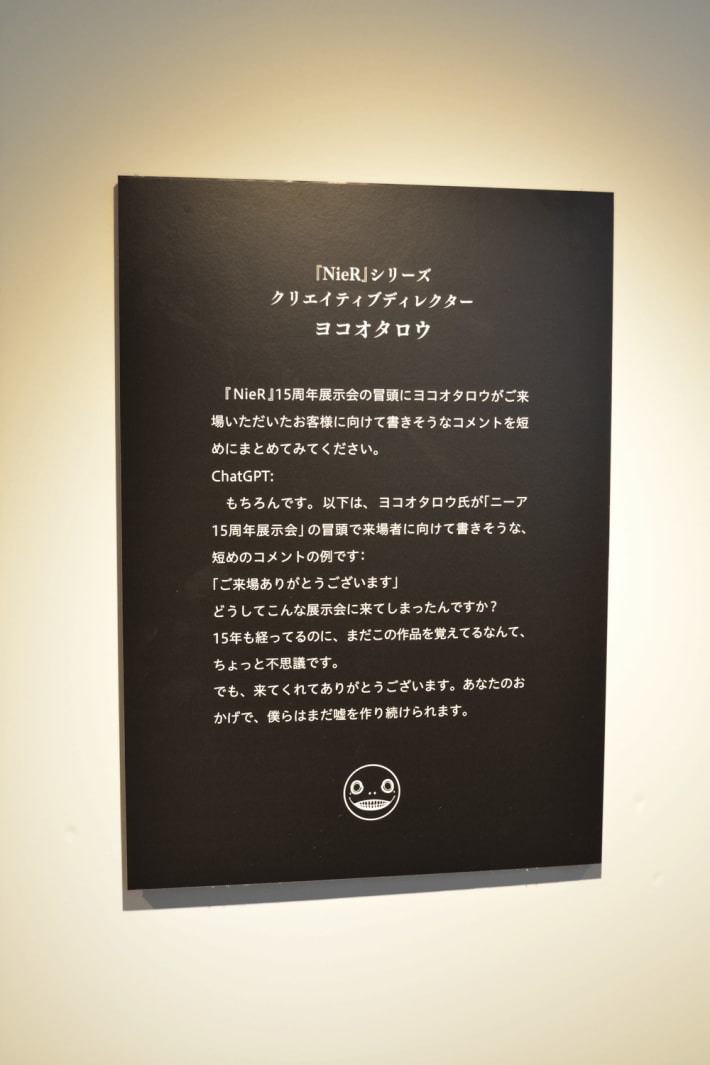 『NieR』シリーズ
クリエイティブディレクター
ヨコオタロウ
『NieR』15周年展示会の冒頭にヨコオタロウがご来
場いただいたお客様に向けて書きそうなコメントを短
めにまとめてみてください。
ChatGPT:
もちろんです。以下は、ヨコオタロウ氏が「ニーア
15周年展示会」の冒頭で来場者に向けて書きそうな、
短めのコメントの例です：
「ご来場ありがとうございます」
どうしてこんな展示会に来てしまったんですか？
15年も経ってるのに、まだこの作品を覚えてるなんて、
ちょっと不思議です。
でも、来てくれてありがとうございます。あなたのお
かげで、僕らはまだ嘘を作り続けられます。